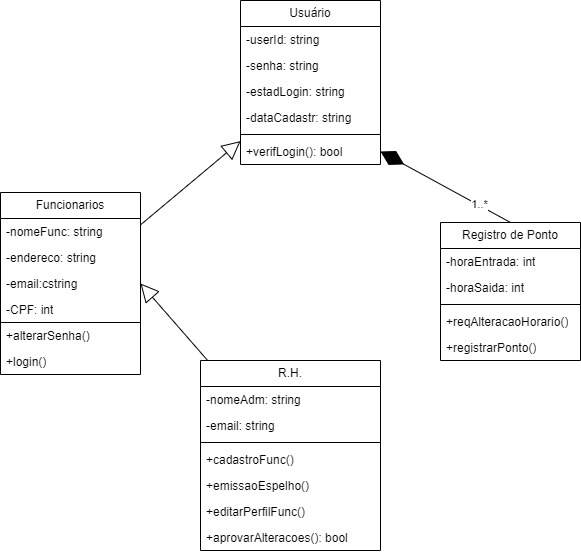 Usuário
-userId: string
-senha: string
-estadLogin: string
-dataCadastr: string
+verifLogin(): bool
1..*
Funcionarios
-nomeFunc: string
-endereco: string
-email:cstring
-CPF: int
+alterarSenha()
+login()
Registro de Ponto
-horaEntrada: int
-horaSaida: int
+reqAlteracaoHorario()
+registrarPonto()
R.H.
-nomeAdm: string
-email: string
+cadastroFunc()
+emissaoEspelho()
+editarPerfilFunc()
+aprovarAlteracoes(): bool